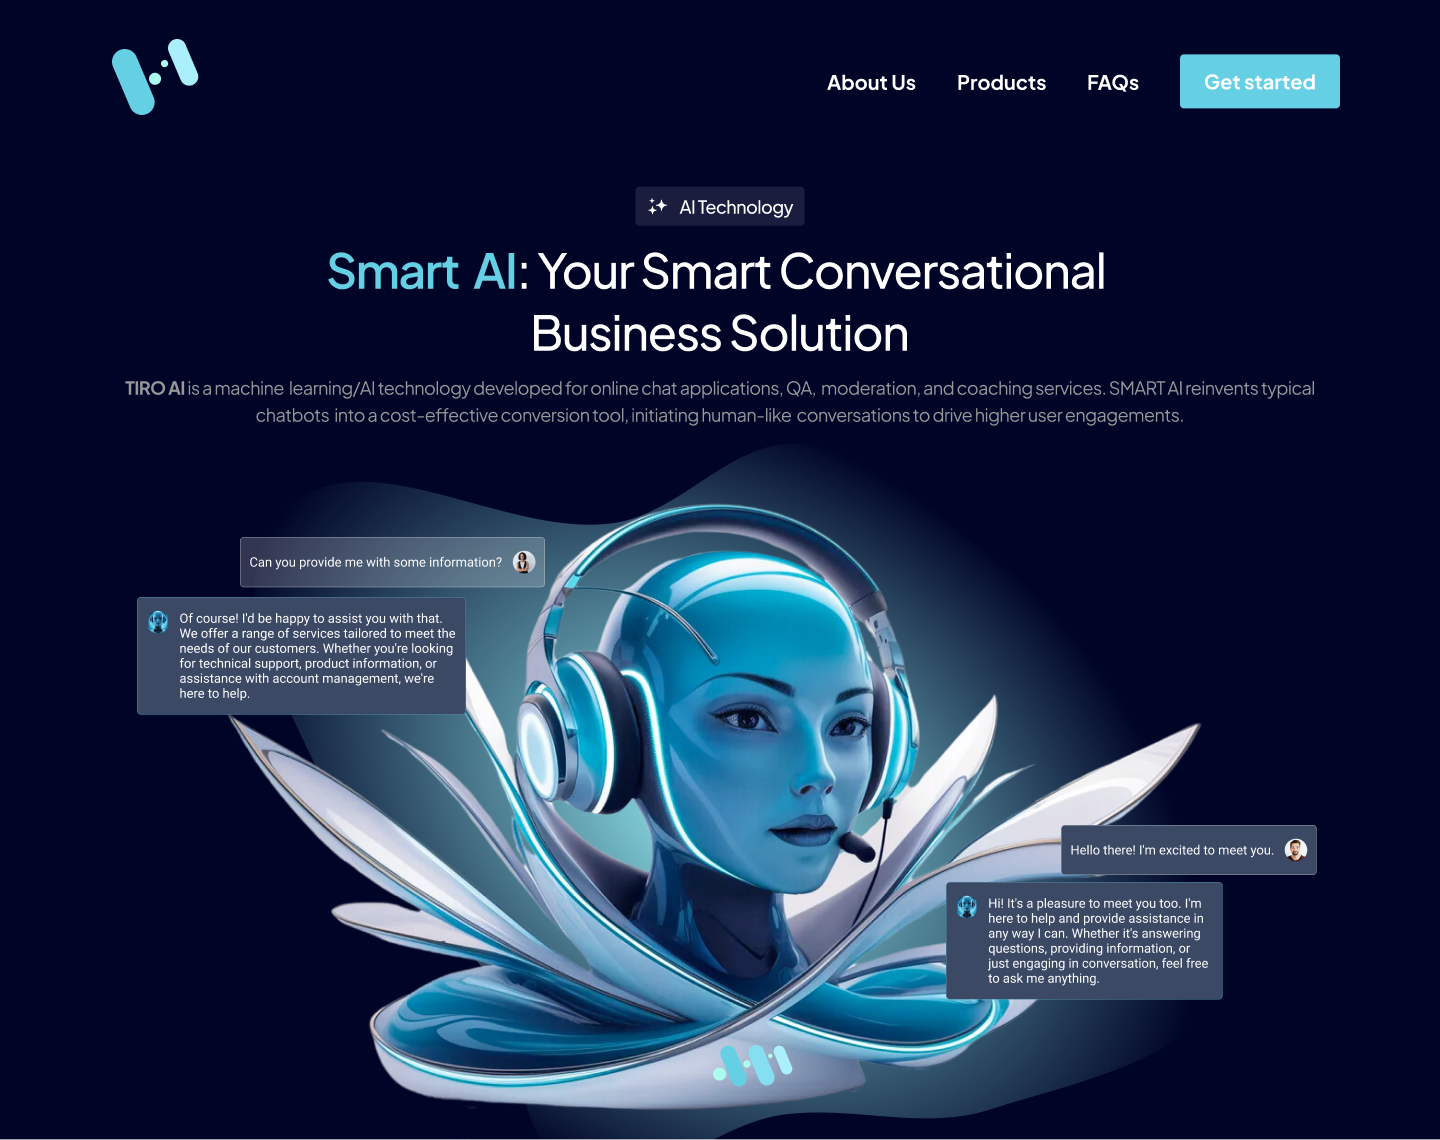 About Us
Products
FAQs
Get started
AI Technology
Smart AI: Your Smart Conversational
Business Solution
TIRO AI is a machine learning/AI technology developed for online chat applications, QA, moderation, and coaching services. SMART AI reinvents typical
chatbots into a cost-effective conversion tool, initiating human-like conversations to drive higher user engagements.
Can you provide me with some information?
Of course! I'd be happy to assist you with that.
We offer a range of services tailored to meet the
needs of our customers. Whether you're looking
for technical support, product information, or
assistance with account management, we're
here to help.
Hello there! I'm excited to meet you.
Hi! It's a pleasure to meet you too. I'm
here to help and provide assistance in
any way I can. Whether it's answering
questions, providing information, or
just engaging in conversation, feel free
to ask me anything.